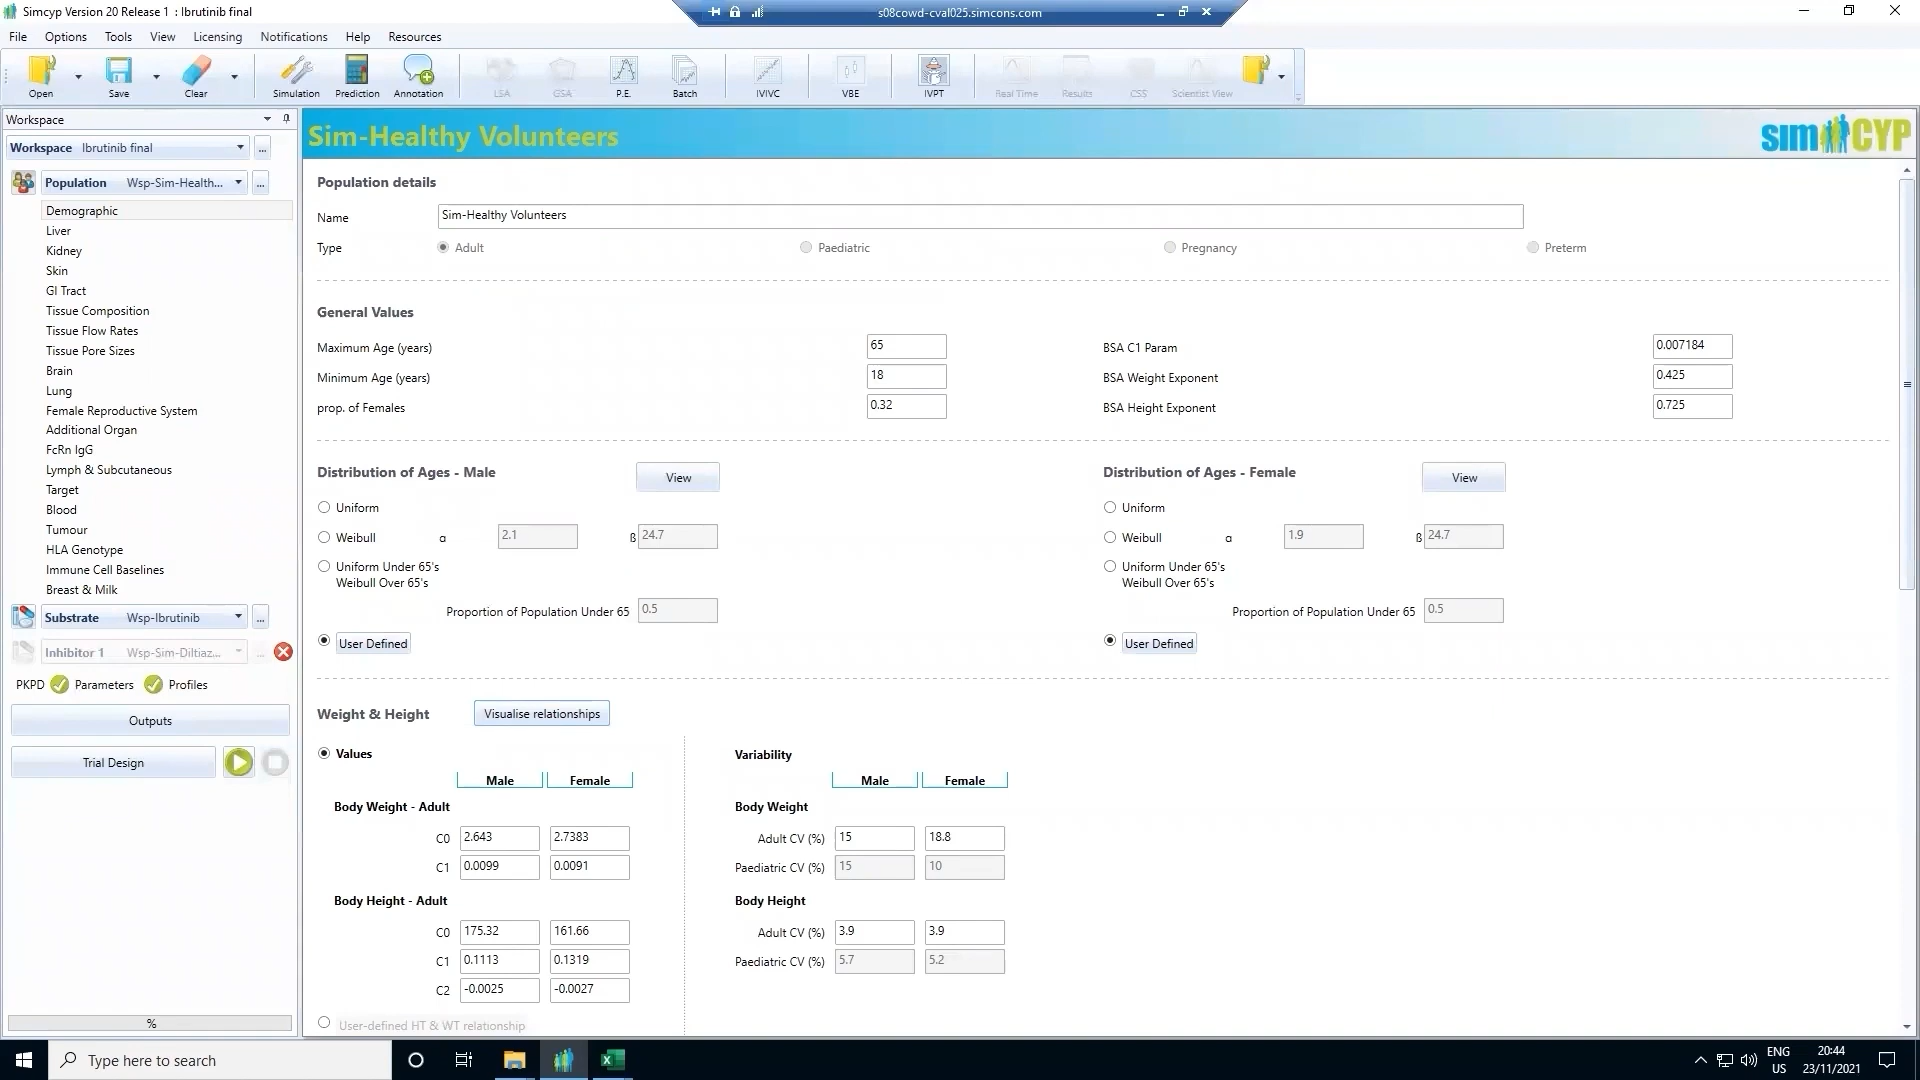 Simcyp Version 20 Release 1 : Ibrutinib final
s08cowd-cval025.simcons.com
File Options Tools View Licensing Notifications Help Resources
Open Save Clear Simulation Prediction Annotation LSA GSA P.E. Batch IVIVC VBE IVPT Real Time Results CSS Scientist View
Workspace
Workspace Ibrutinib final ...
Population Wsp-Sim-Health... ...
Demographic
Liver
Kidney
Skin
GI Tract
Tissue Composition
Tissue Flow Rates
Tissue Pore Sizes
Brain
Lung
Female Reproductive System
Additional Organ
FcRn IgG
Lymph & Subcutaneous
Target
Blood
Tumour
HLA Genotype
Immune Cell Baselines
Breast & Milk
Substrate Wsp-Ibrutinib ...
Inhibitor 1 Wsp-Sim-Diltiaz... ...
PKPD Parameters Profiles
Outputs
Trial Design
%
Sim-Healthy Volunteers
simCYP
Population details
Name Sim-Healthy Volunteers
Type Adult Paediatric Pregnancy Preterm
General Values
Maximum Age (years) 65 BSA C1 Param 0.007184
Minimum Age (years) 18 BSA Weight Exponent 0.425
prop. of Females 0.32 BSA Height Exponent 0.725
Distribution of Ages - Male View Distribution of Ages - Female View
Uniform Uniform
Weibull α 2.1 ß 24.7 Weibull α 1.9 ß 24.7
Uniform Under 65's Uniform Under 65's
Weibull Over 65's Weibull Over 65's
Proportion of Population Under 65 0.5 Proportion of Population Under 65 0.5
User Defined User Defined
Weight & Height Visualise relationships
Values Variability
Male Female Male Female
Body Weight - Adult Body Weight
C0 2.643 2.7383 Adult CV (%) 15 18.8
C1 0.0099 0.0091 Paediatric CV (%) 15 10
Body Height - Adult Body Height
C0 175.32 161.66 Adult CV (%) 3.9 3.9
C1 0.1113 0.1319 Paediatric CV (%) 5.7 5.2
C2 -0.0025 -0.0027
User-defined HT & WT relationship
Type here to search
ENG
US
20:44
23/11/2021